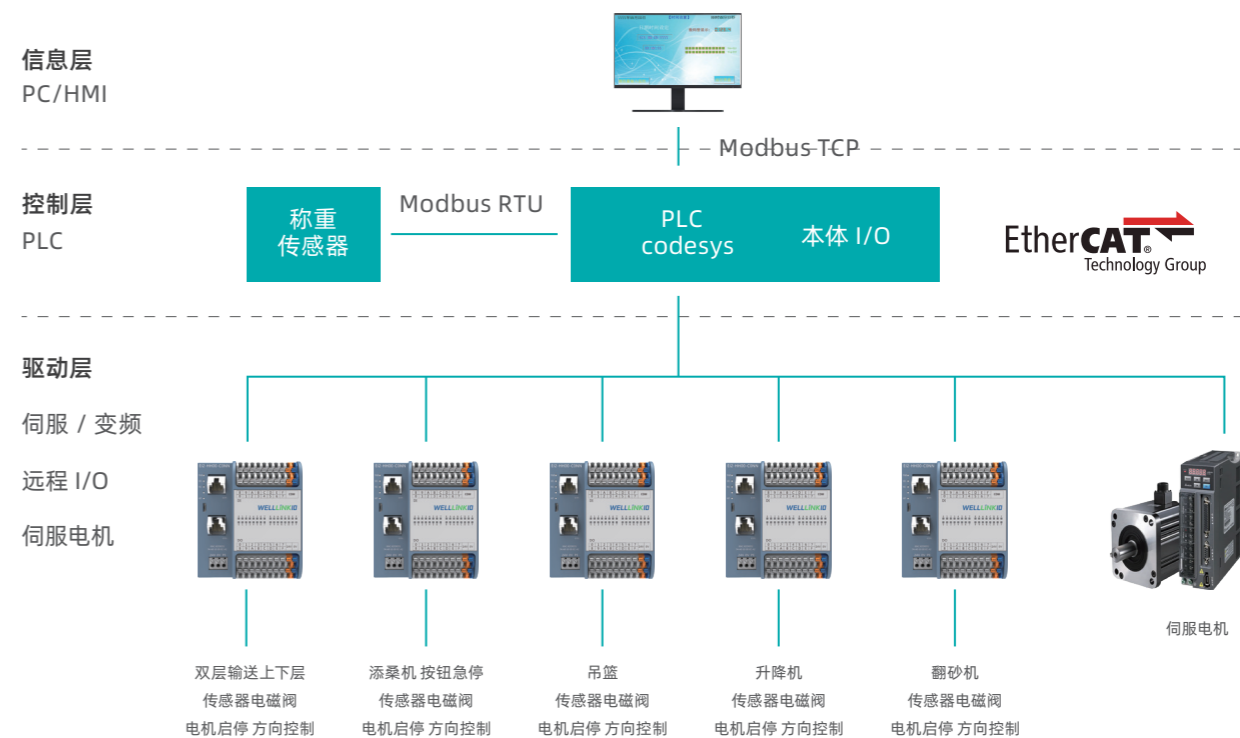 信息层
PC/HMI
Modbus TCP
控制层
PLC
称重
传感器
Modbus RTU
PLC
codesys
本体 I/O
EtherCAT®
Technology Group
驱动层
伺服 / 变频
远程 I/O
伺服电机
WELLLINKIO
WELLLINKIO
WELLLINKIO
WELLLINKIO
WELLLINKIO
伺服电机
双层输送上下层
传感器电磁阀
电机启停 方向控制
添桑机 按钮急停
传感器电磁阀
电机启停 方向控制
吊篮
传感器电磁阀
电机启停 方向控制
升降机
传感器电磁阀
电机启停 方向控制
翻砂机
传感器电磁阀
电机启停 方向控制